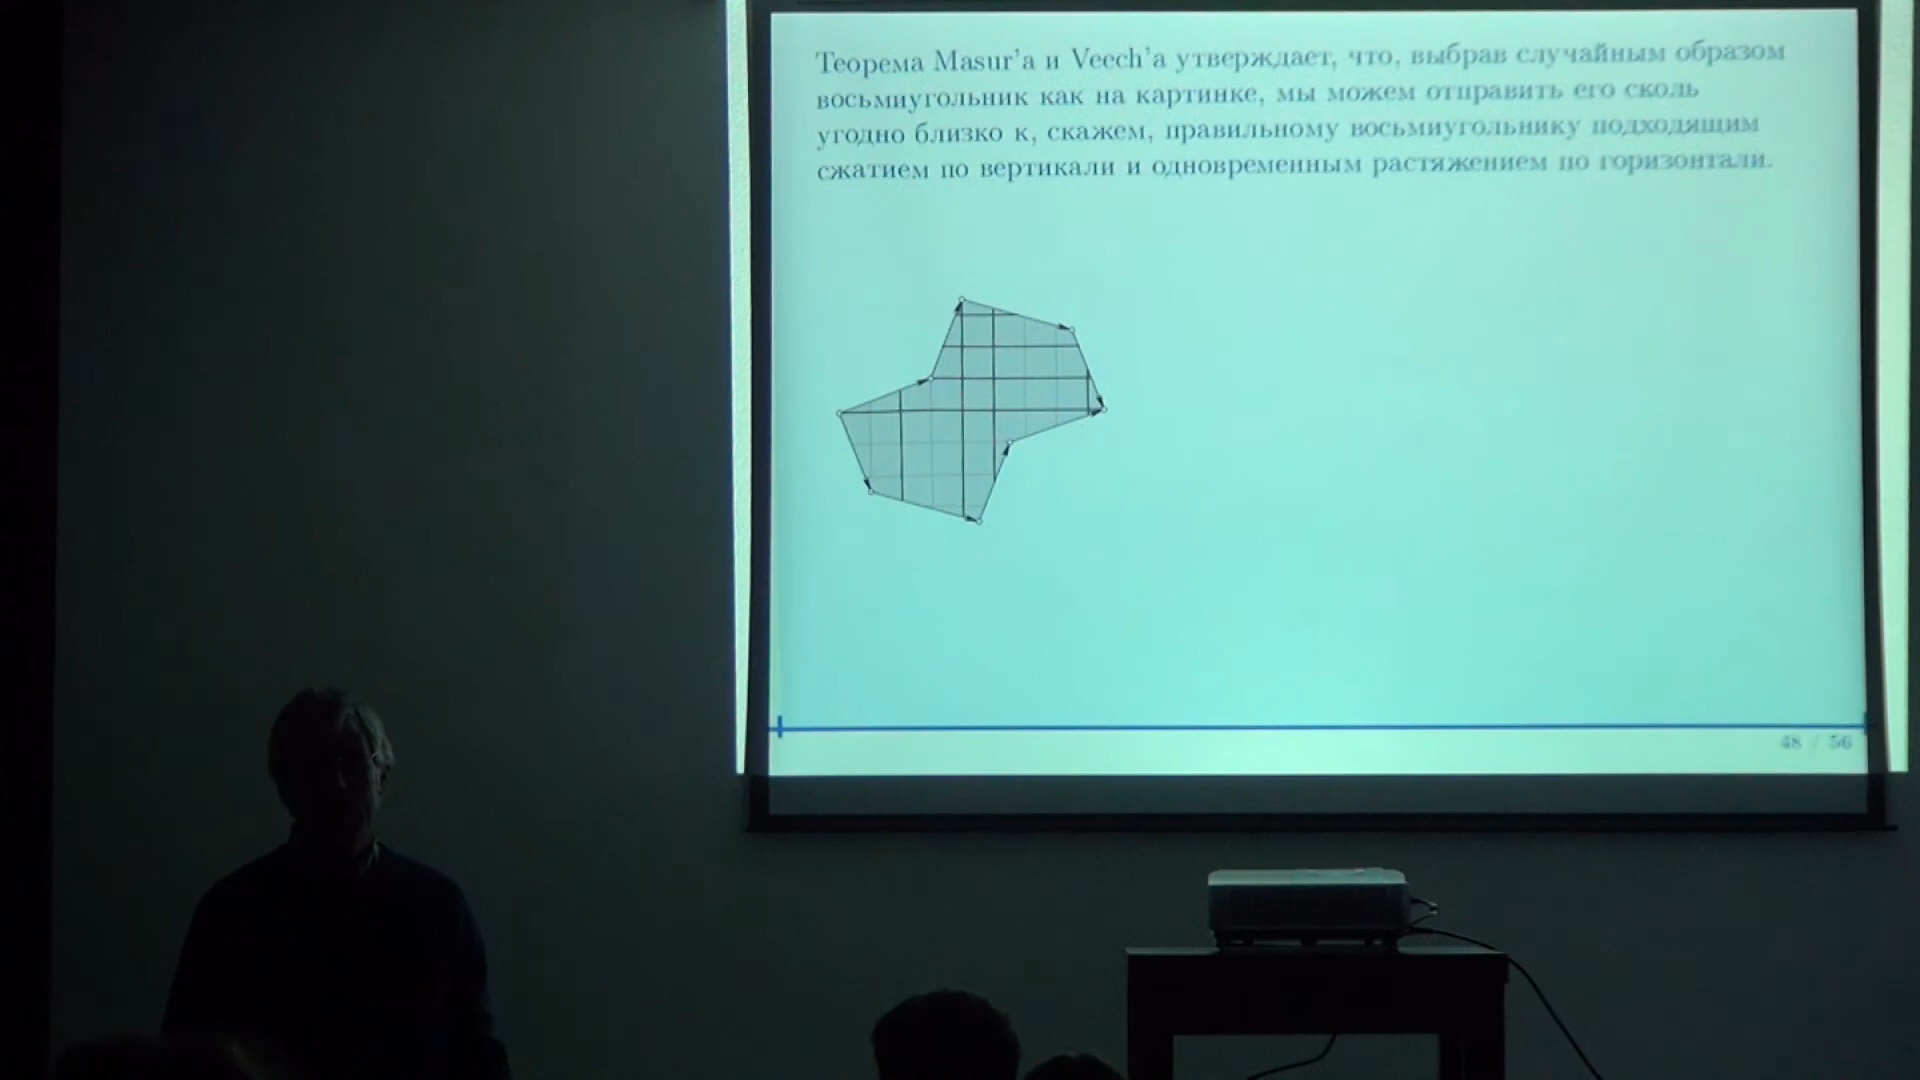 Теорема Masur'a и Veech'a утверждает, что, выбрав случайным образом
восьмиугольник как на картинке, мы можем отправить его сколь
угодно близко к, скажем, правильному восьмиугольнику подходящим
сжатием по вертикали и одновременным растяжением по горизонтали.
48 / 56